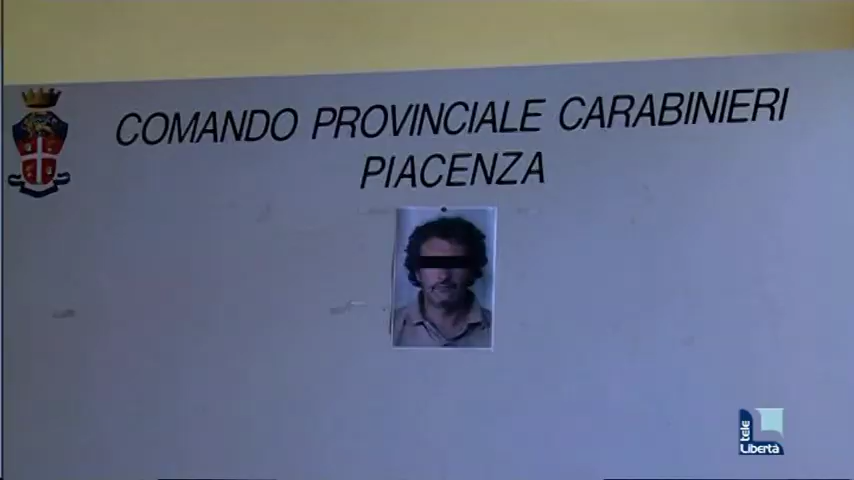 COMANDO PROVINCIALE CARABINIERI
PIACENZA
tele
Libertà